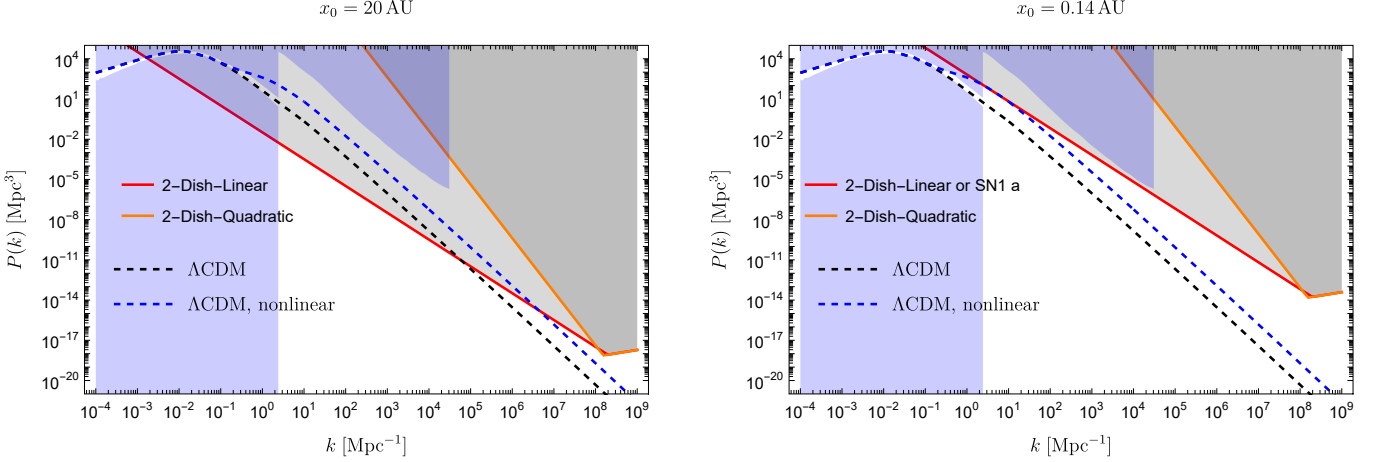 x₀ = 20 AU
10⁴
10¹
10⁻²
10⁻⁵
10⁻⁸
10⁻¹¹
10⁻¹⁴
10⁻¹⁷
10⁻²⁰
P(k) [Mpc³]
2−Dish−Linear
2−Dish−Quadratic
ΛCDM
ΛCDM, nonlinear
10⁻⁴ 10⁻³ 10⁻² 10⁻¹ 10⁰ 10¹ 10² 10³ 10⁴ 10⁵ 10⁶ 10⁷ 10⁸ 10⁹
k [Mpc⁻¹]
x₀ = 0.14 AU
10⁴
10¹
10⁻²
10⁻⁵
10⁻⁸
10⁻¹¹
10⁻¹⁴
10⁻¹⁷
10⁻²⁰
P(k) [Mpc³]
2−Dish−Linear or SN1 a
2−Dish−Quadratic
ΛCDM
ΛCDM, nonlinear
10⁻⁴ 10⁻³ 10⁻² 10⁻¹ 10⁰ 10¹ 10² 10³ 10⁴ 10⁵ 10⁶ 10⁷ 10⁸ 10⁹
k [Mpc⁻¹]